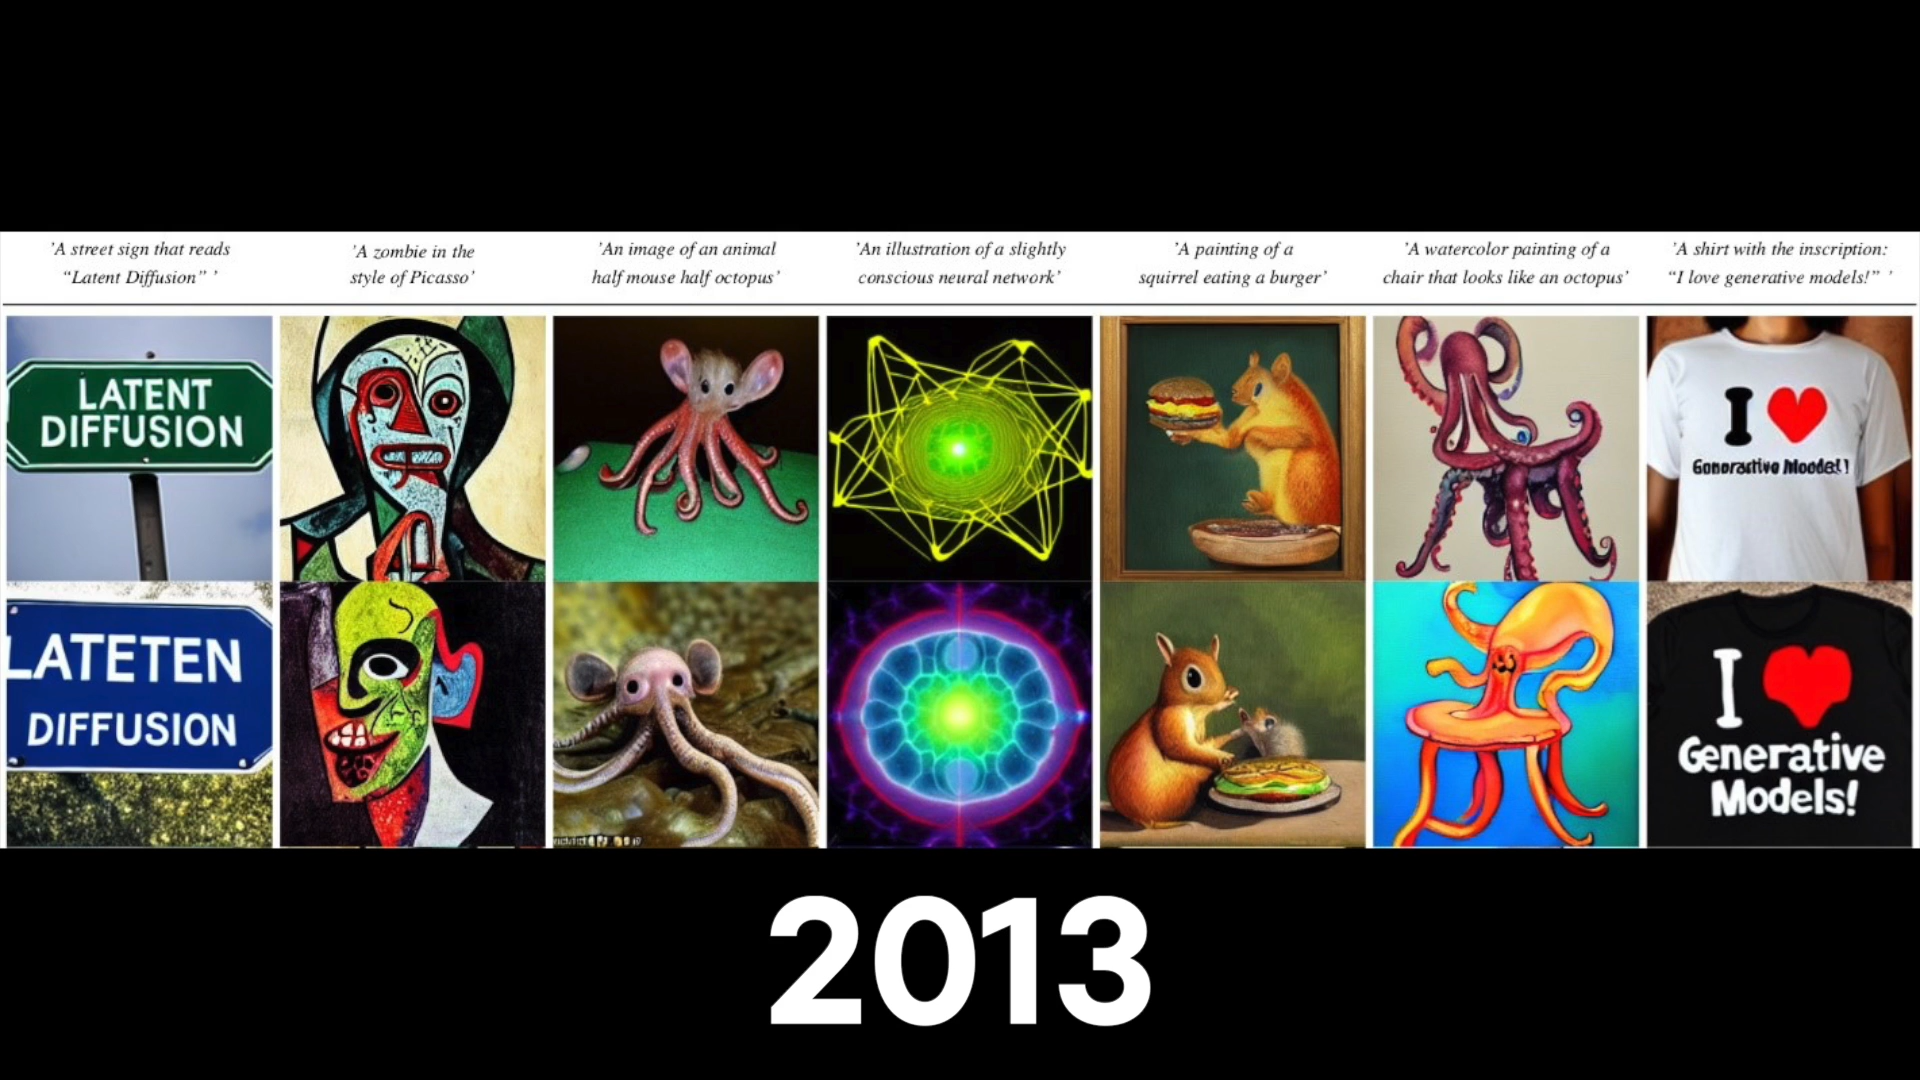 'A street sign that reads
“Latent Diffusion” '
'A zombie in the
style of Picasso'
'An image of an animal
half mouse half octopus'
'An illustration of a slightly
conscious neural network'
'A painting of a
squirrel eating a burger'
'A watercolor painting of a
chair that looks like an octopus'
'A shirt with the inscription:
“I love generative models!” '
LATENT
DIFFUSION
I
LATETEN
DIFFUSION
I
Generative
Models!
2013